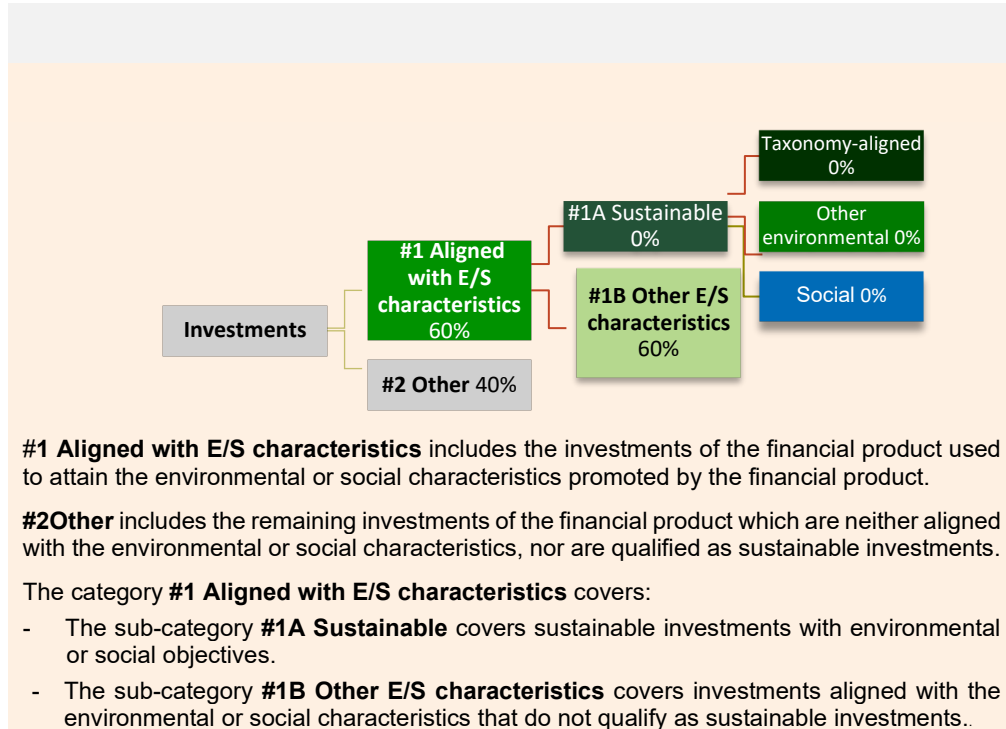 Taxonomy-aligned
0%
#1A Sustainable
0%
Other
environmental 0%
#1 Aligned
with E/S
characteristics
60%
#1B Other E/S
characteristics
60%
Social 0%
Investments
#2 Other 40%
#1 Aligned with E/S characteristics includes the investments of the financial product used
to attain the environmental or social characteristics promoted by the financial product.
#2Other includes the remaining investments of the financial product which are neither aligned
with the environmental or social characteristics, nor are qualified as sustainable investments.
The category #1 Aligned with E/S characteristics covers:
- The sub-category #1A Sustainable covers sustainable investments with environmental
or social objectives.
- The sub-category #1B Other E/S characteristics covers investments aligned with the
environmental or social characteristics that do not qualify as sustainable investments..